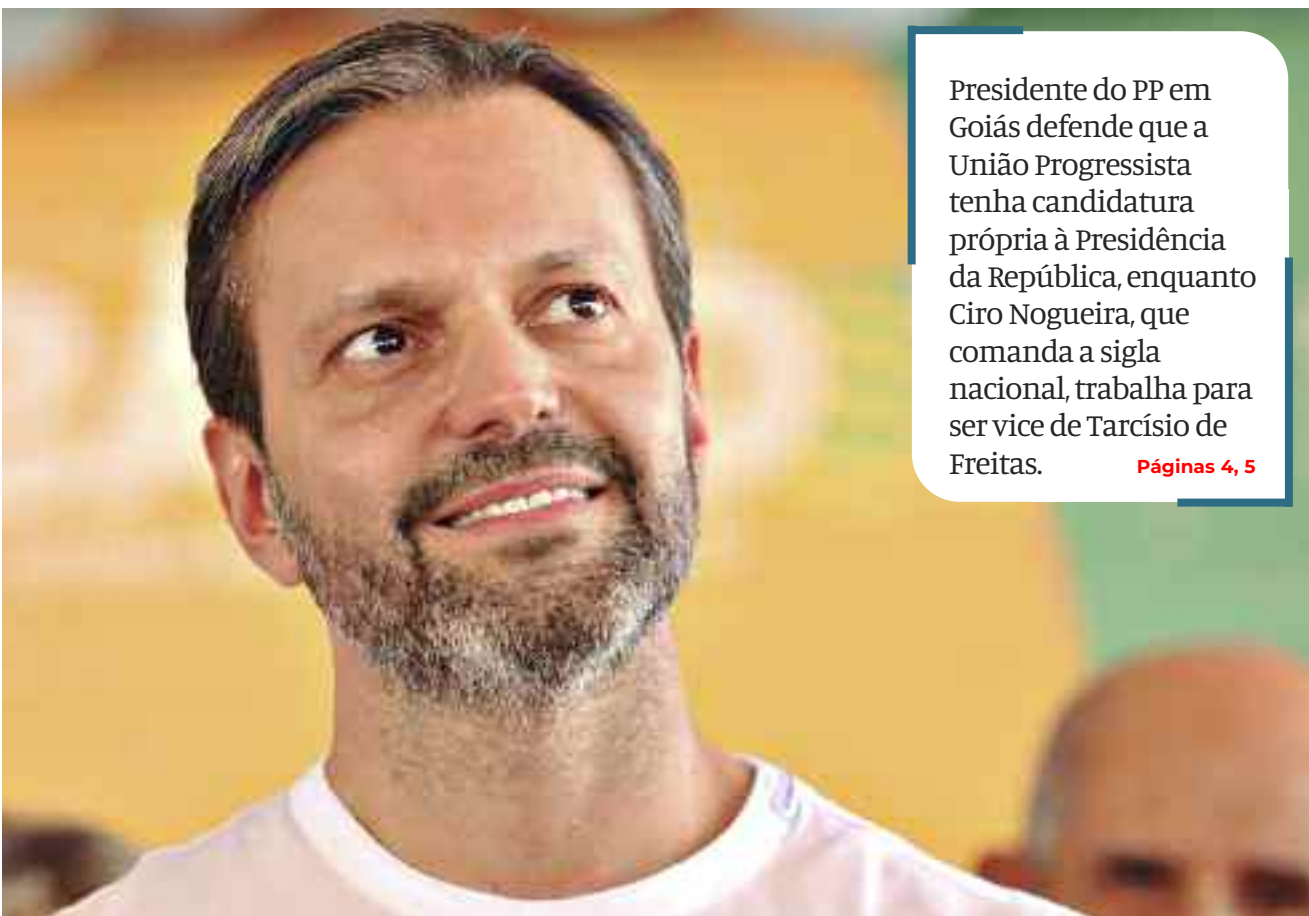 Presidente do PP em
Goiás defende que a
União Progressista
tenha candidatura
própria à Presidência
da República, enquanto
Ciro Nogueira, que
comanda a sigla
nacional, trabalha para
ser vice de Tarcísio de
Freitas. Páginas 4, 5